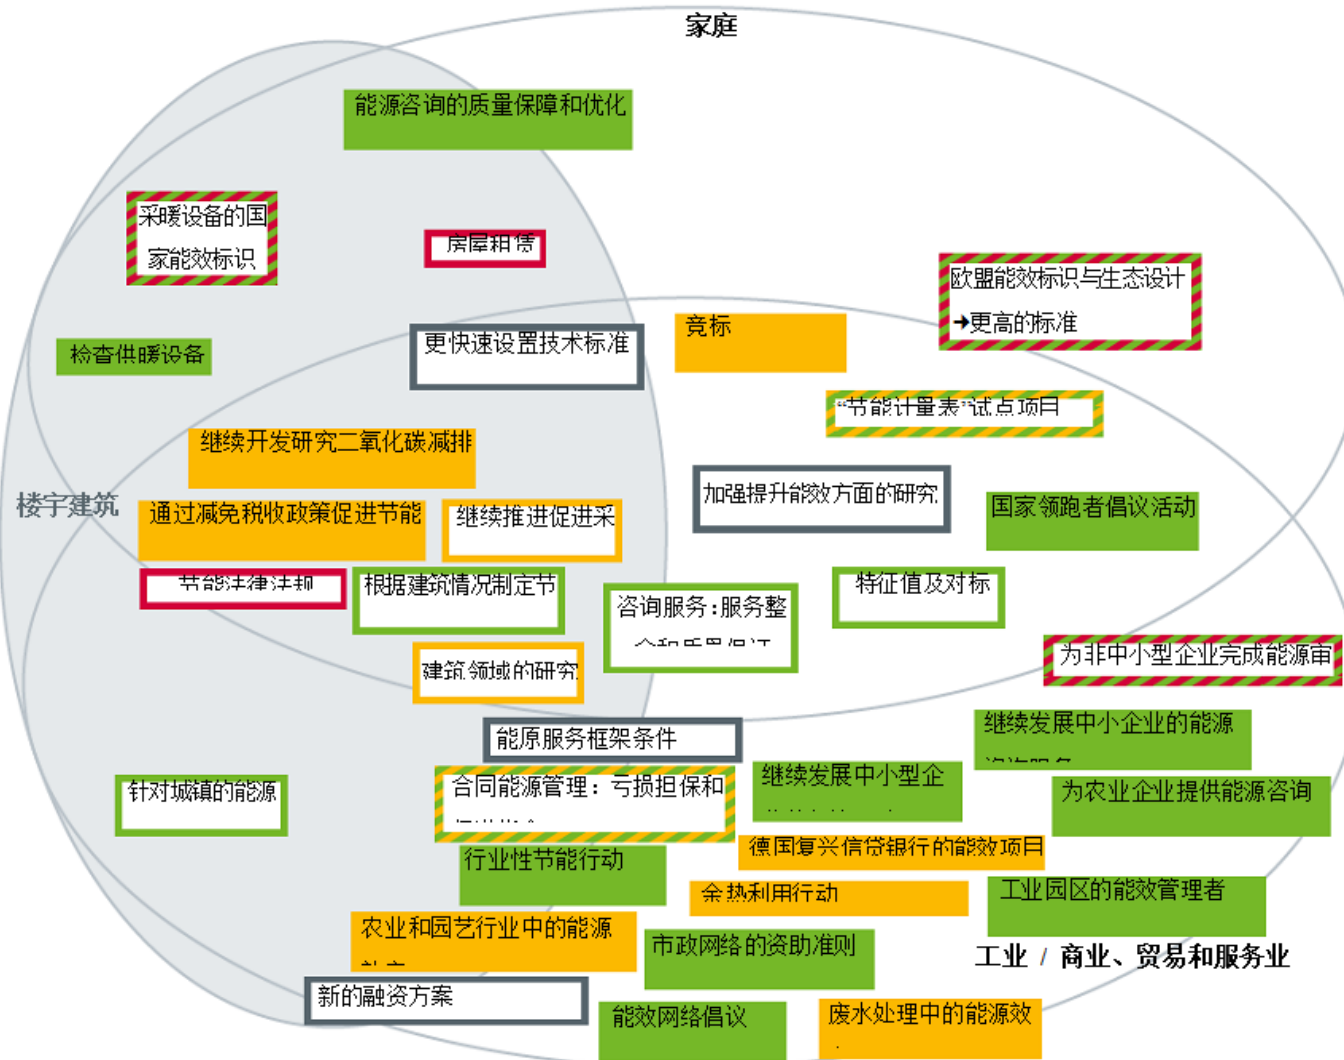 家庭
能源咨询的质量保障和优化
采暖设备的国
家能效标识
房屋租赁
欧盟能效标识与生态设计
➔更高的标准
检查供暖设备
更快速设置技术标准
竞标
“节能计量表”试点项目
继续开发研究二氧化碳减排
加强提升能效方面的研究
国家领跑者倡议活动
楼宇建筑
通过减免税收政策促进节能
继续推进促进采
节能法律法规
根据建筑情况制定节
咨询服务:服务整
特征值及对标
建筑领域的研究
为非中小型企业完成能源审
能原服务框架条件
继续发展中小企业的能源
针对城镇的能源
合同能源管理：亏损担保和
继续发展中小型企
为农业企业提供能源咨询
行业性节能行动
德国复兴信贷银行的能效项目
余热利用行动
工业园区的能效管理者
农业和园艺行业中的能源
市政网络的资助准则
工业 / 商业、贸易和服务业
新的融资方案
能效网络倡议
废水处理中的能源效